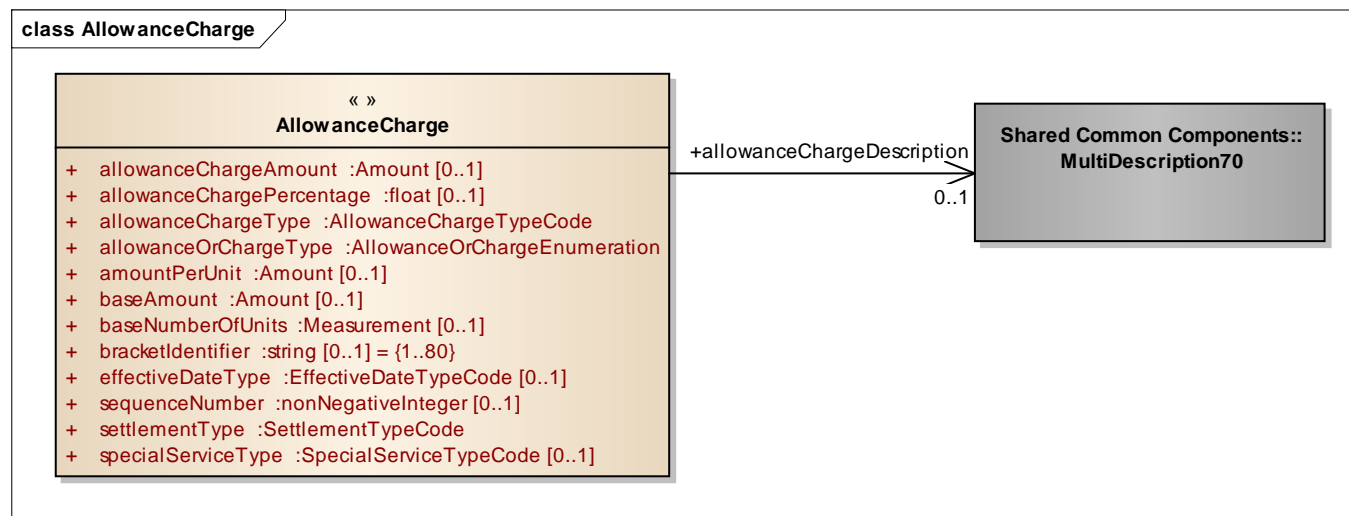 class AllowanceCharge
« »
AllowanceCharge
+ allowanceChargeAmount :Amount [0..1]
+ allowanceChargePercentage :float [0..1]
+ allowanceChargeType :AllowanceChargeTypeCode
+ allowanceOrChargeType :AllowanceOrChargeEnumeration
+ amountPerUnit :Amount [0..1]
+ baseAmount :Amount [0..1]
+ baseNumberOfUnits :Measurement [0..1]
+ bracketIdentifier :string [0..1] = {1..80}
+ effectiveDateType :EffectiveDateTypeCode [0..1]
+ sequenceNumber :nonNegativeInteger [0..1]
+ settlementType :SettlementTypeCode
+ specialServiceType :SpecialServiceTypeCode [0..1]
+allowanceChargeDescription
0..1
Shared Common Components::
MultiDescription70